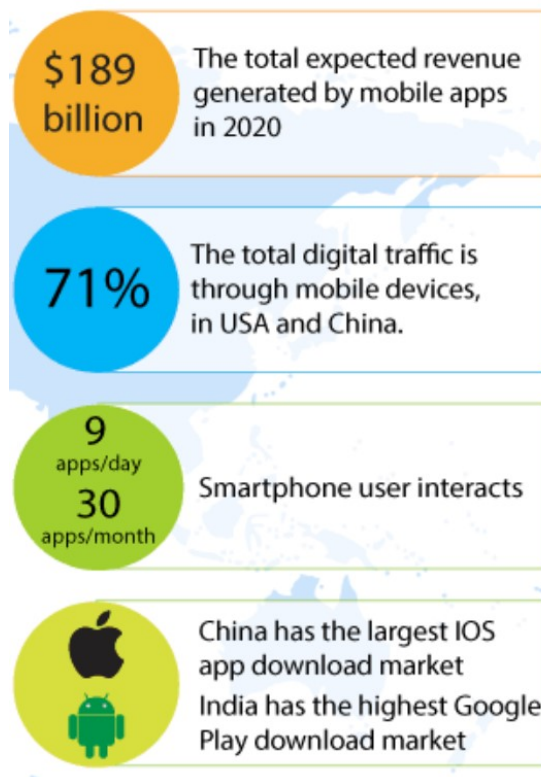 $189
billion
The total expected revenue
generated by mobile apps
in 2020
71%
The total digital traffic is
through mobile devices,
in USA and China.
9
apps/day
30
apps/month
Smartphone user interacts
China has the largest IOS
app download market
India has the highest Google
Play download market